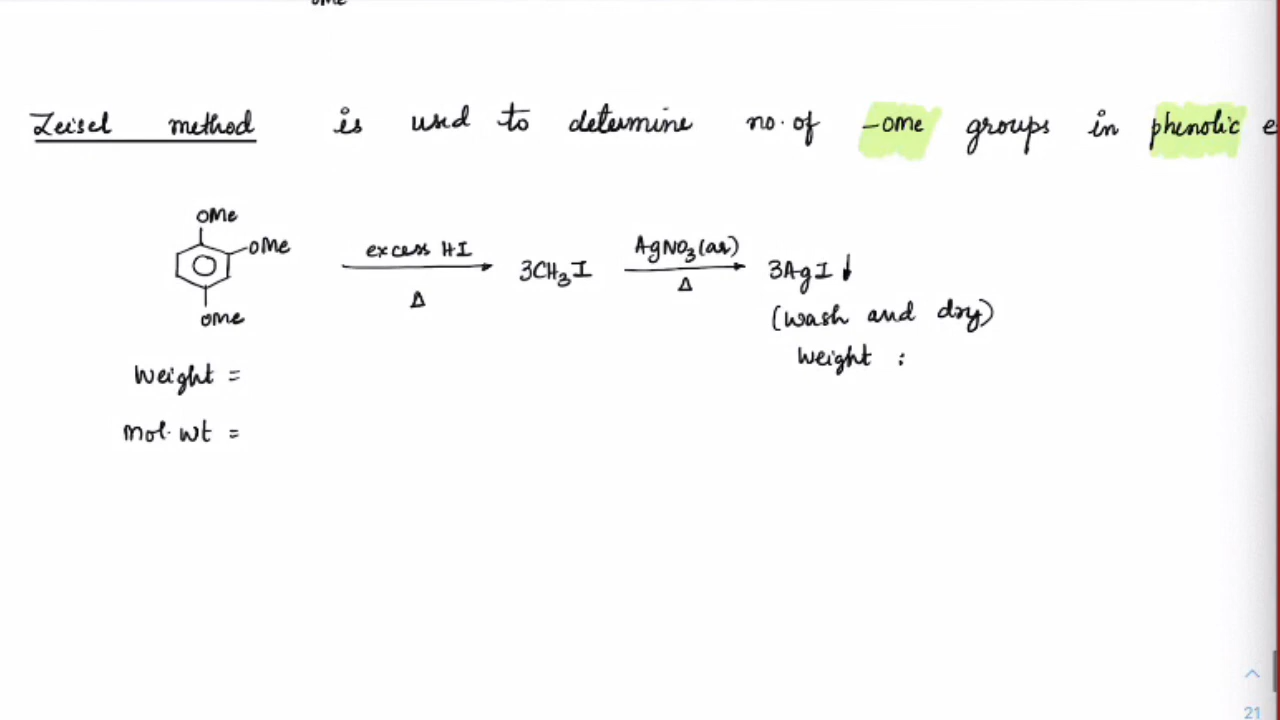 OMe
Zeisel method is used to determine no. of -OMe groups in phenolic e
OMe
OMe
OMe
excess HI
Δ
3CH₃I
AgNO₃(aq)
Δ
3AgI↓
(wash and dry)
Weight :
Weight =
mol. wt =
21